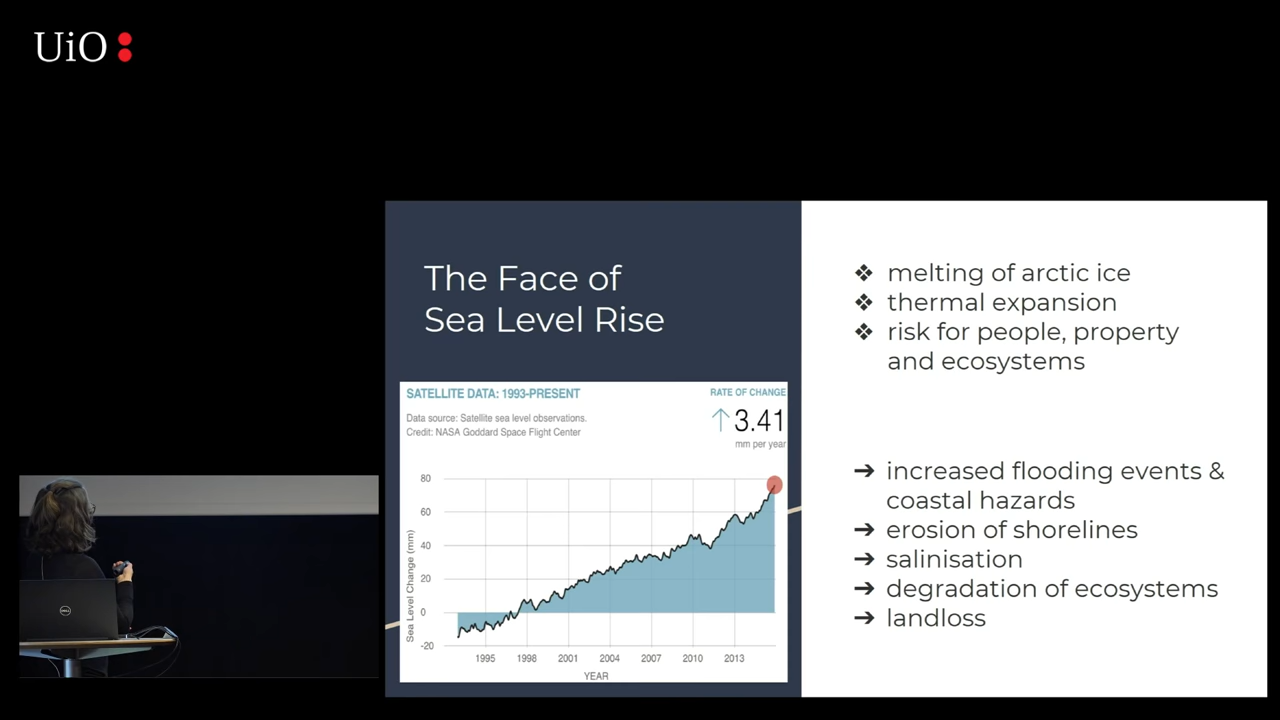 UiO
The Face of
Sea Level Rise
SATELLITE DATA: 1993-PRESENT
Data source: Satellite sea level observations.
Credit: NASA Goddard Space Flight Center
RATE OF CHANGE
↑ 3.41
mm per year
Sea Level Change (mm)
80
60
40
20
0
-20
1995 1998 2001 2004 2007 2010 2013
YEAR
❖ melting of arctic ice
❖ thermal expansion
❖ risk for people, property
and ecosystems
➔ increased flooding events &
coastal hazards
➔ erosion of shorelines
➔ salinisation
➔ degradation of ecosystems
➔ landloss
DELL